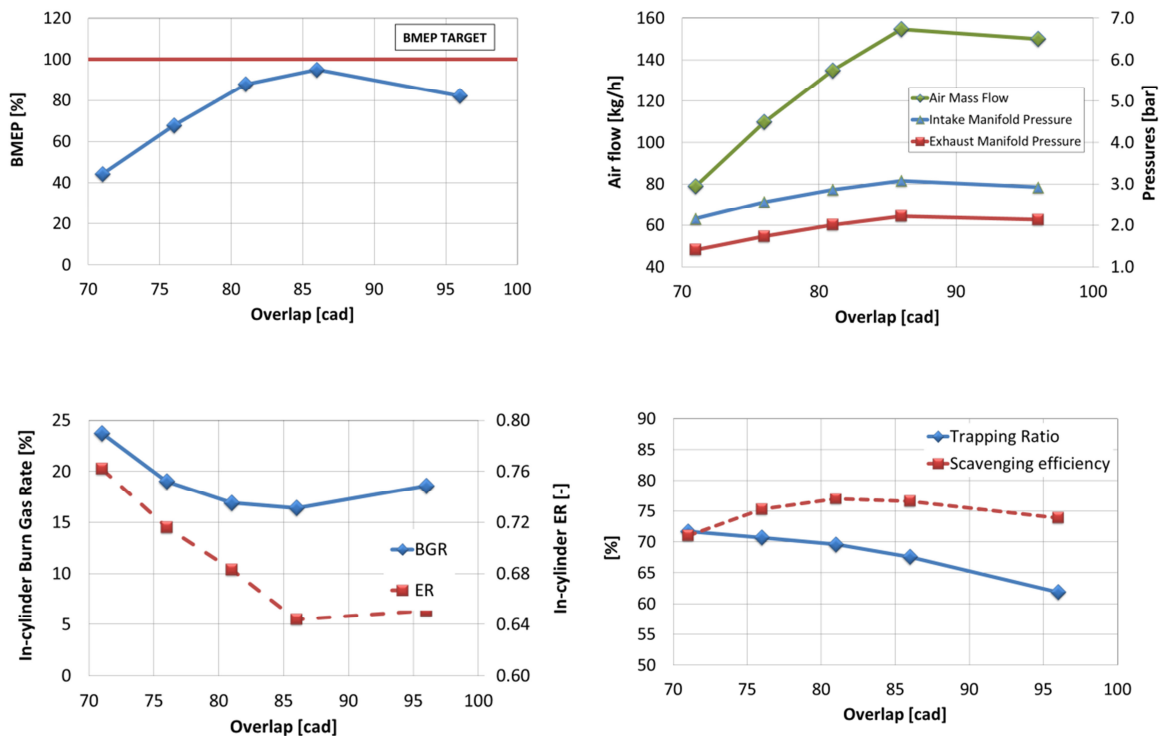 120
100
80
60
40
20
0
BMEP [%]
BMEP TARGET
70 75 80 85 90 95 100
Overlap [cad]
160
140
120
100
80
60
40
Air flow [kg/h]
Air Mass Flow
Intake Manifold Pressure
Exhaust Manifold Pressure
7.0
6.0
5.0
4.0
3.0
2.0
1.0
Pressures [bar]
70 80 90 100
Overlap [cad]
25
20
15
10
5
0
In-cylinder Burn Gas Rate [%]
BGR
ER
0.80
0.76
0.72
0.68
0.64
0.60
In-cylinder ER [-]
70 75 80 85 90 95 100
Overlap [cad]
90
85
80
75
70
65
60
55
50
[%]
Trapping Ratio
Scavenging efficiency
70 75 80 85 90 95 100
Overlap [cad]